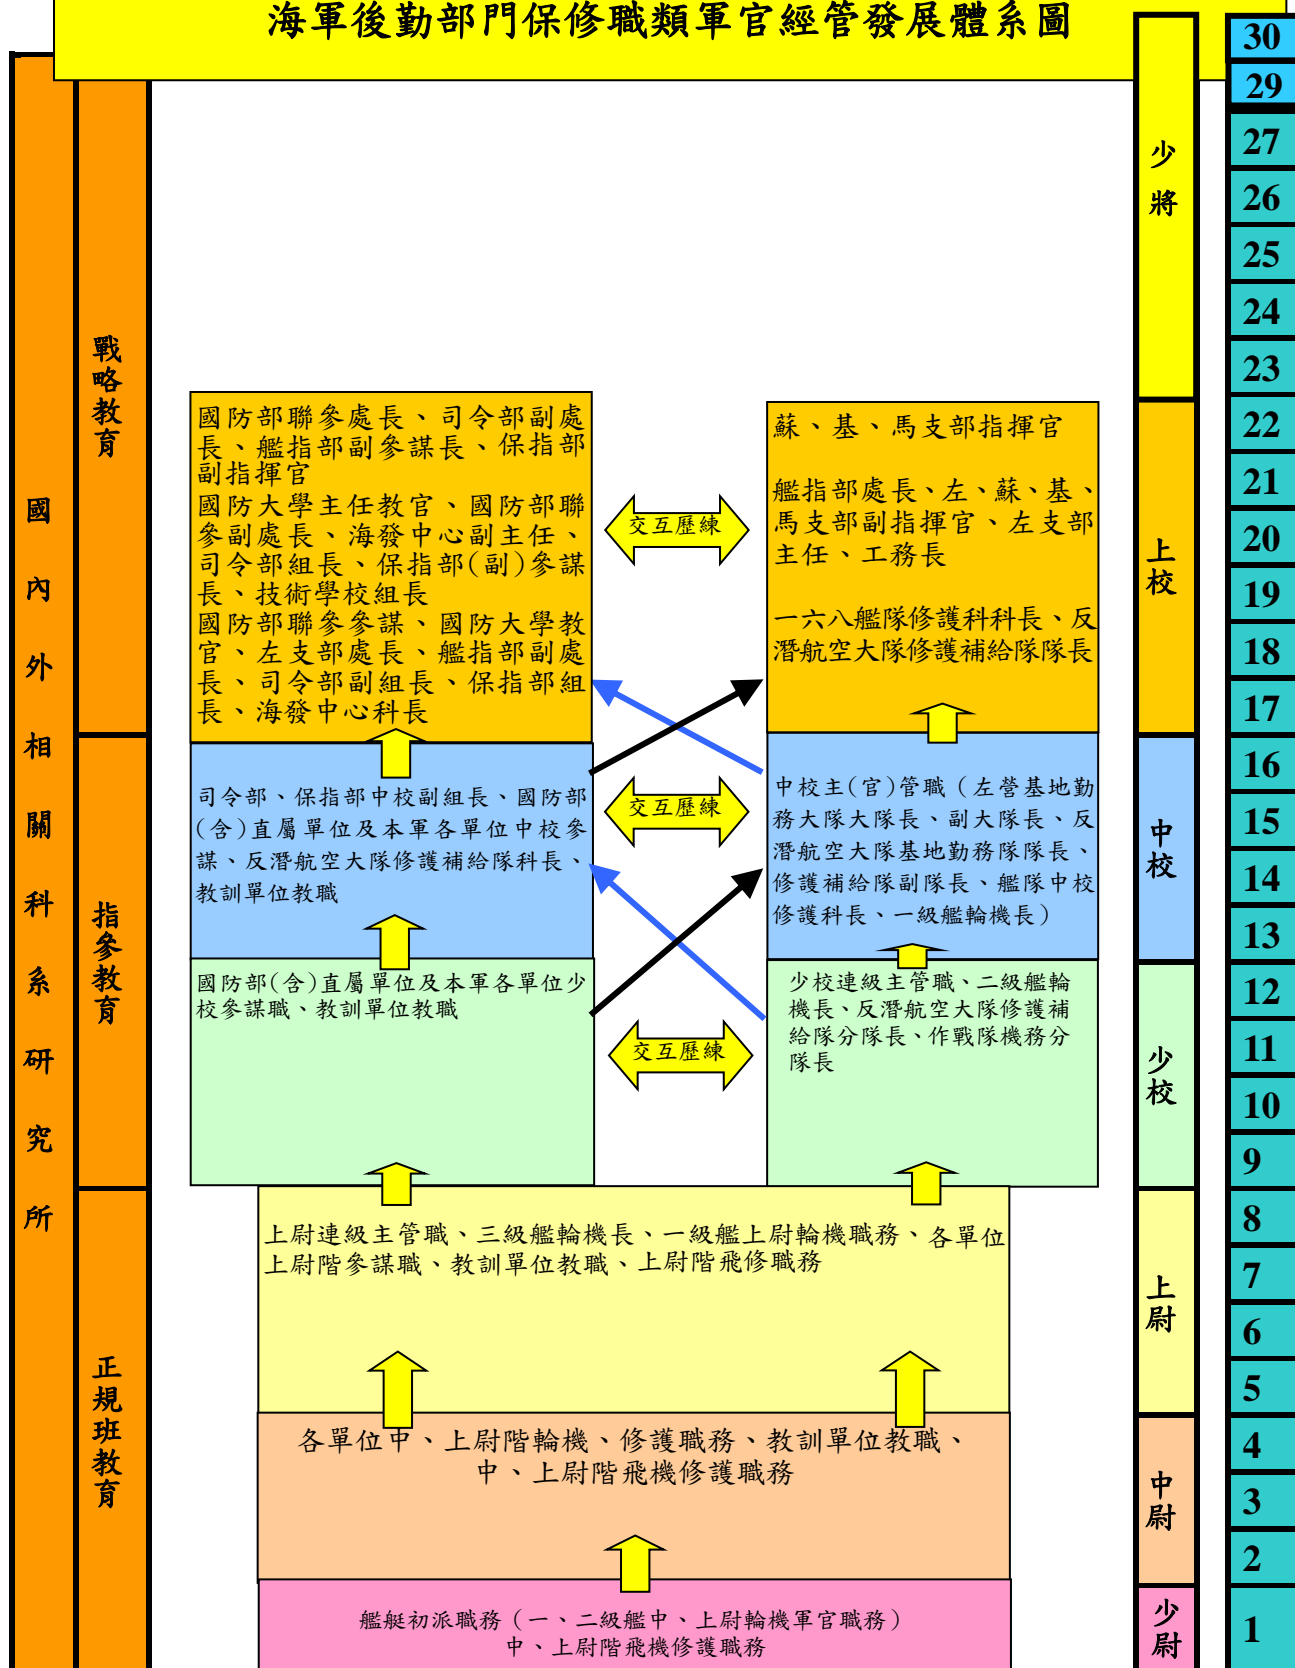 海軍後勤部門保修職類軍官經管發展體系圖
國內外相關科系研究所
戰略教育
指參教育
正規班教育
國防部聯參處長、司令部副處
長、艦指部副參謀長、保指部
副指揮官
國防大學主任教官、國防部聯
參副處長、海發中心副主任、
司令部組長、保指部(副)參謀
長、技術學校組長
國防部聯參參謀、國防大學教
官、左支部處長、艦指部副處
長、司令部副組長、保指部組
長、海發中心科長
交互歷練
蘇、基、馬支部指揮官
艦指部處長、左、蘇、基、
馬支部副指揮官、左支部
主任、工務長
一六八艦隊修護科科長、反
潛航空大隊修護補給隊隊長
司令部、保指部中校副組長、國防部
(含)直屬單位及本軍各單位中校參
謀、反潛航空大隊修護補給隊科長、
教訓單位教職
交互歷練
中校主(官)管職（左營基地勤
務大隊大隊長、副大隊長、反
潛航空大隊基地勤務隊隊長、
修護補給隊副隊長、艦隊中校
修護科長、一級艦輪機長）
國防部(含)直屬單位及本軍各單位少
校參謀職、教訓單位教職
交互歷練
少校連級主管職、二級艦輪
機長、反潛航空大隊修護補
給隊分隊長、作戰隊機務分
隊長
上尉連級主管職、三級艦輪機長、一級艦上尉輪機職務、各單位
上尉階參謀職、教訓單位教職、上尉階飛修職務
各單位中、上尉階輪機、修護職務、教訓單位教職、
中、上尉階飛機修護職務
艦艇初派職務（一、二級艦中、上尉輪機軍官職務）
中、上尉階飛機修護職務
少將
上校
中校
少校
上尉
中尉
少尉
30
29
27
26
25
24
23
22
21
20
19
18
17
16
15
14
13
12
11
10
9
8
7
6
5
4
3
2
1